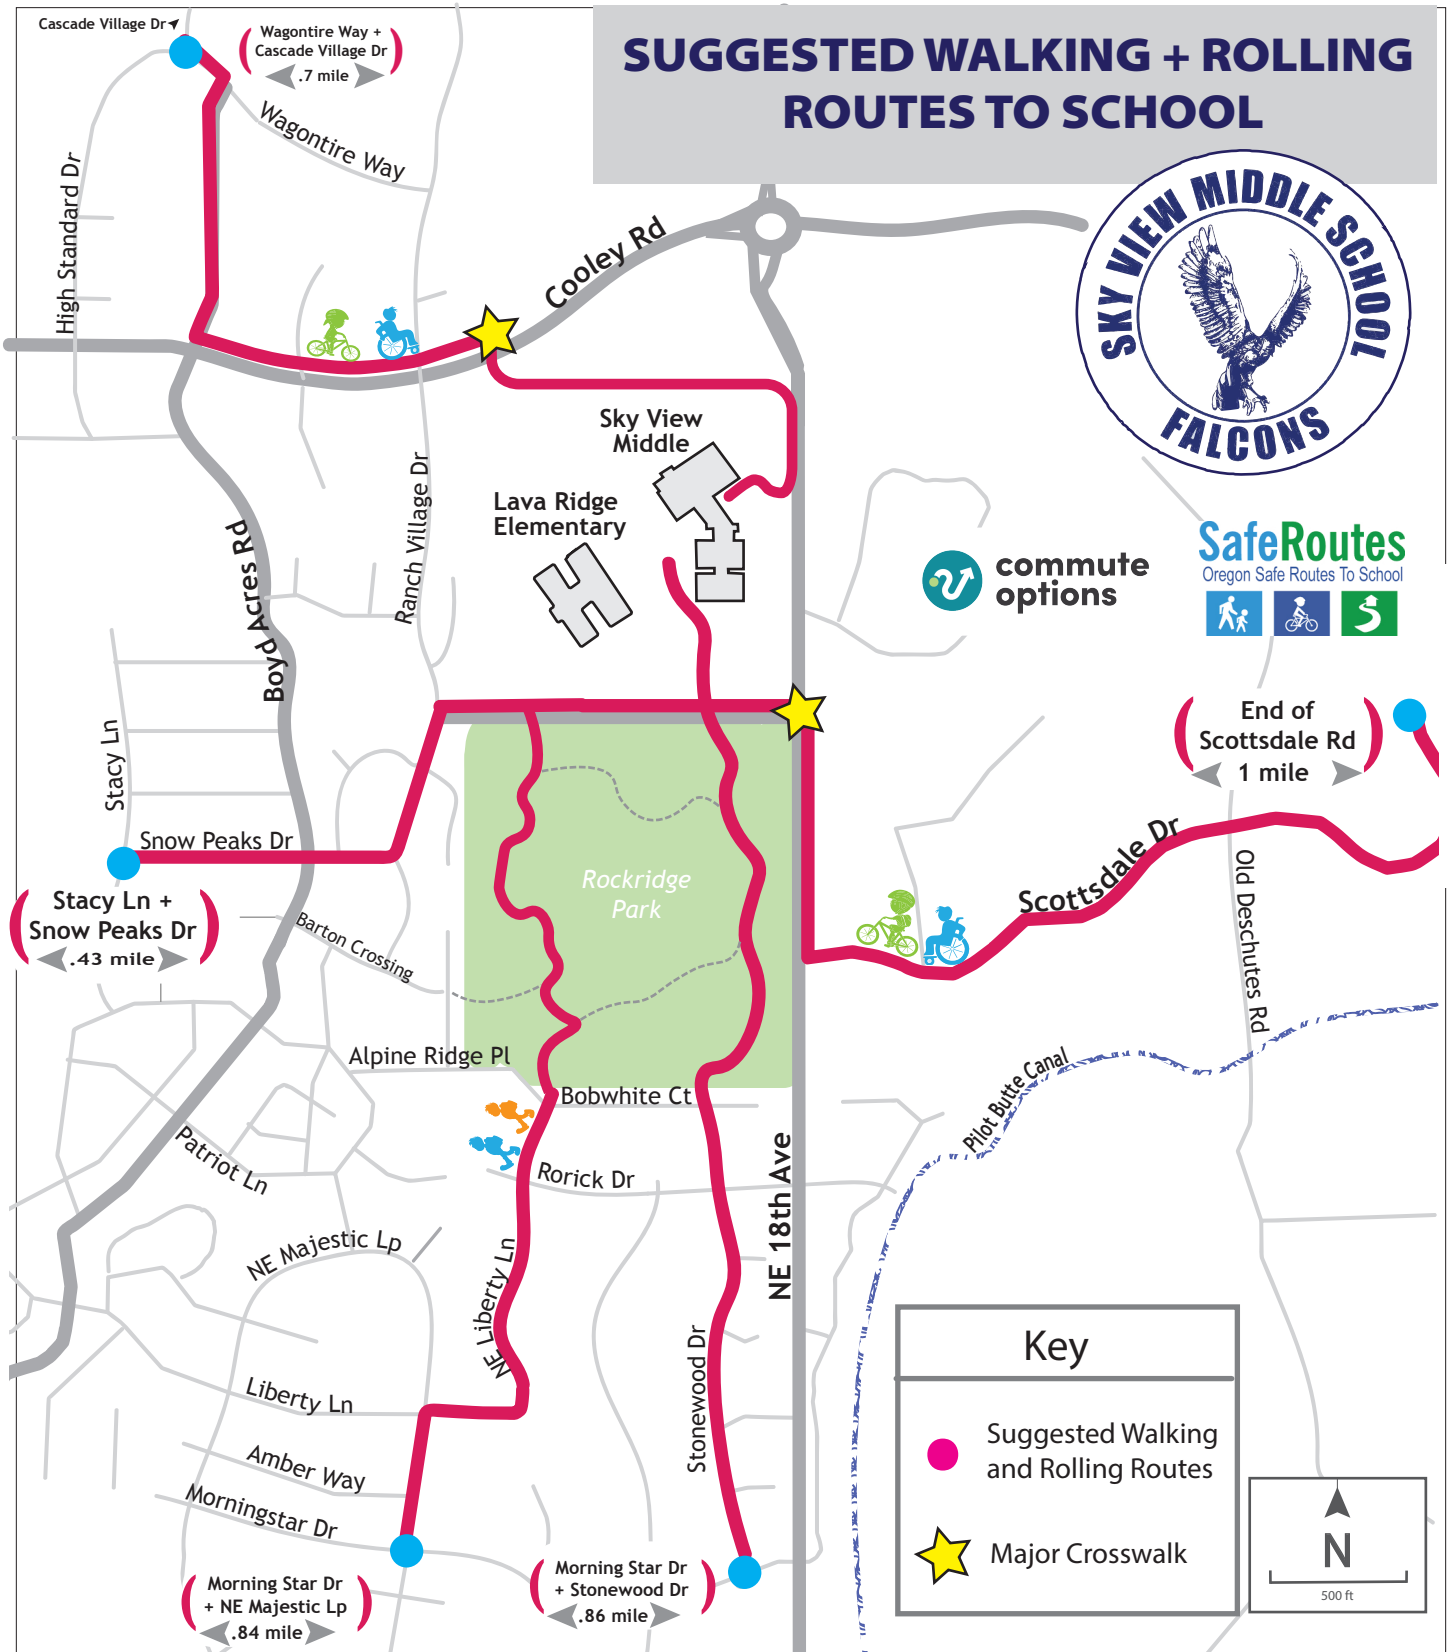 SUGGESTED WALKING + ROLLING
ROUTES TO SCHOOL
Cascade Village Dr
Wagontire Way +
Cascade Village Dr
.7 mile
Wagontire Way
High Standard Dr
Cooley Rd
SKY VIEW MIDDLE SCHOOL
FALCONS
Sky View
Middle
Lava Ridge
Elementary
Ranch Village Dr
Boyd Acres Rd
commute
options
SafeRoutes
Oregon Safe Routes To School
End of
Scottsdale Rd
1 mile
Stacy Ln
Snow Peaks Dr
Stacy Ln +
Snow Peaks Dr
.43 mile
Rockridge
Park
Scottsdale Dr
Old Deschutes Rd
Barton Crossing
Alpine Ridge Pl
Bobwhite Ct
Pilot Butte Canal
Patriot Ln
Rorick Dr
NE 18th Ave
NE Majestic Lp
NE Liberty Ln
Stonewood Dr
Liberty Ln
Amber Way
Morningstar Dr
Morning Star Dr
+ NE Majestic Lp
.84 mile
Morning Star Dr
+ Stonewood Dr
.86 mile
Key
Suggested Walking
and Rolling Routes
Major Crosswalk
N
500 ft